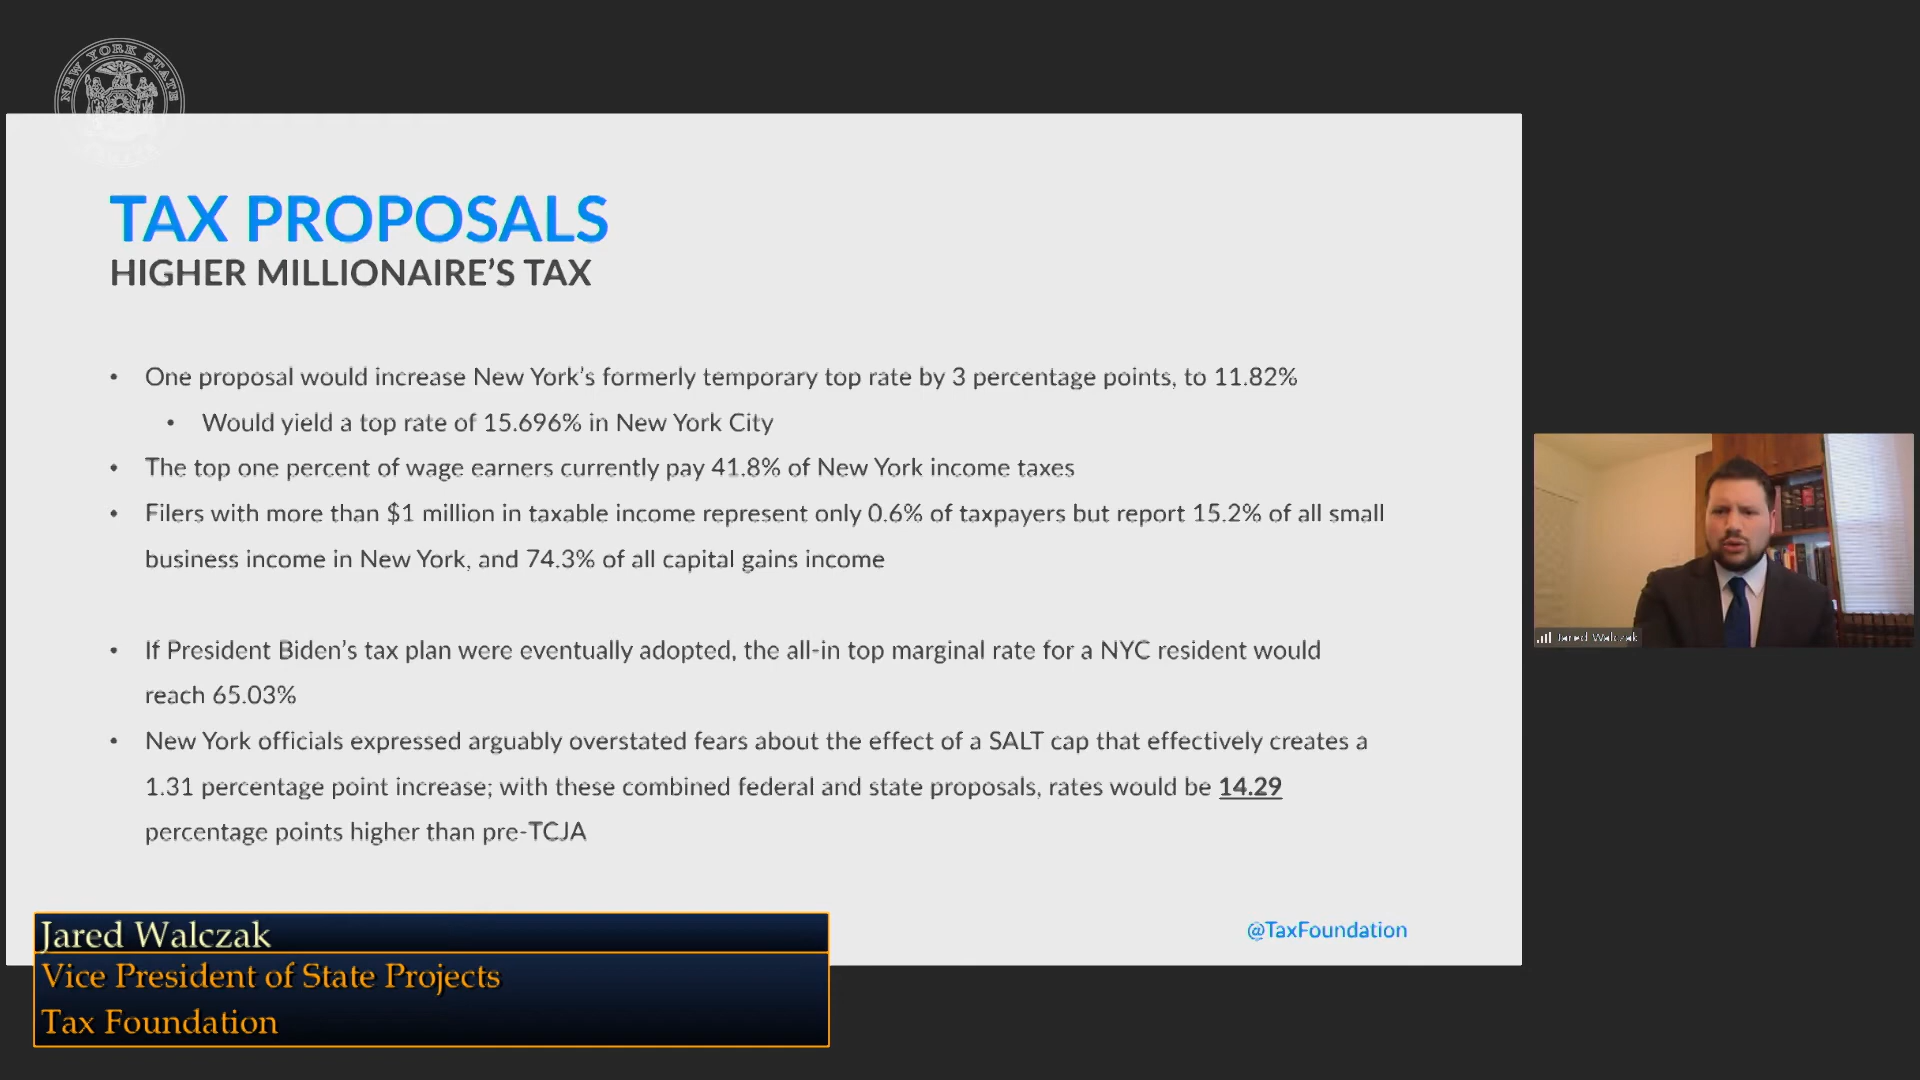 NEW YORK STATE
TAX PROPOSALS
HIGHER MILLIONAIRE'S TAX
• One proposal would increase New York's formerly temporary top rate by 3 percentage points, to 11.82%
• Would yield a top rate of 15.696% in New York City
• The top one percent of wage earners currently pay 41.8% of New York income taxes
• Filers with more than $1 million in taxable income represent only 0.6% of taxpayers but report 15.2% of all small
business income in New York, and 74.3% of all capital gains income
• If President Biden's tax plan were eventually adopted, the all-in top marginal rate for a NYC resident would
reach 65.03%
• New York officials expressed arguably overstated fears about the effect of a SALT cap that effectively creates a
1.31 percentage point increase; with these combined federal and state proposals, rates would be 14.29
percentage points higher than pre-TCJA
@TaxFoundation
Jared Walczak
Jared Walczak
Vice President of State Projects
Tax Foundation